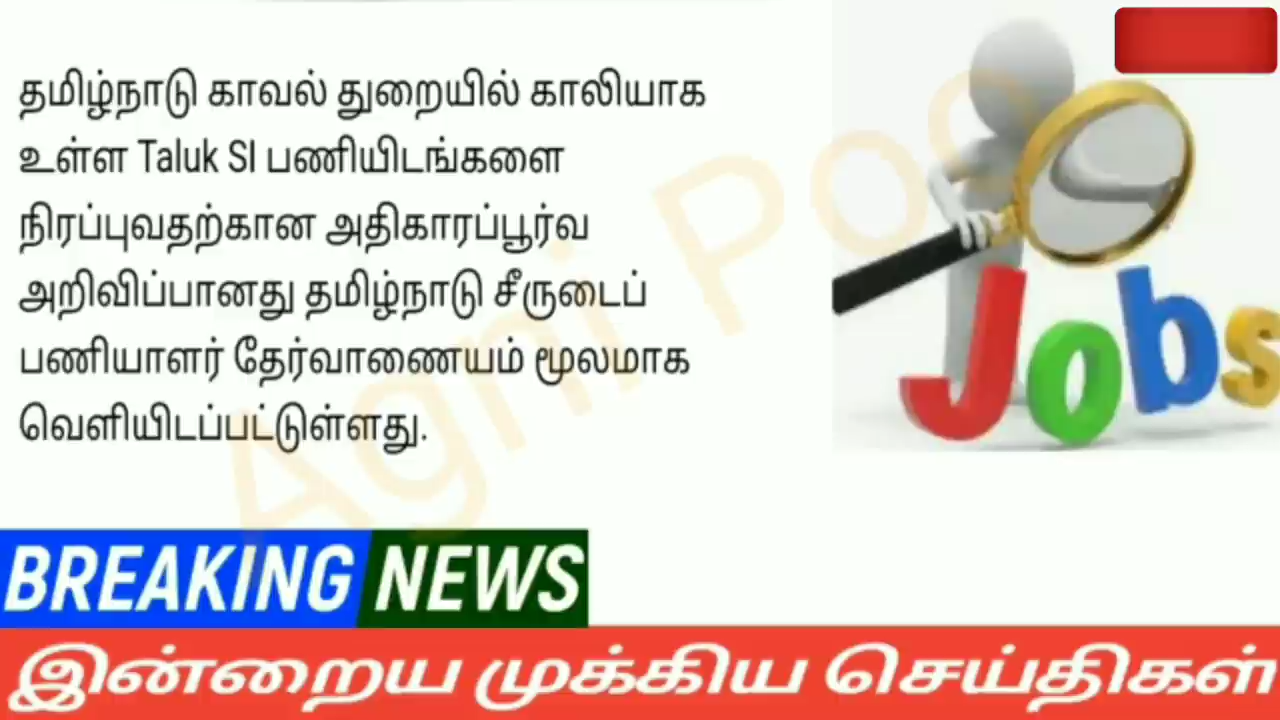 தமிழ்நாடு காவல் துறையில் காலியாக
உள்ள Taluk SI பணியிடங்களை
நிரப்புவதற்கான அதிகாரப்பூர்வ
அறிவிப்பானது தமிழ்நாடு சீருடைப்
பணியாளர் தேர்வாணையம் மூலமாக
வெளியிடப்பட்டுள்ளது.
Jobs
BREAKING NEWS
இன்றைய முக்கிய செய்திகள்